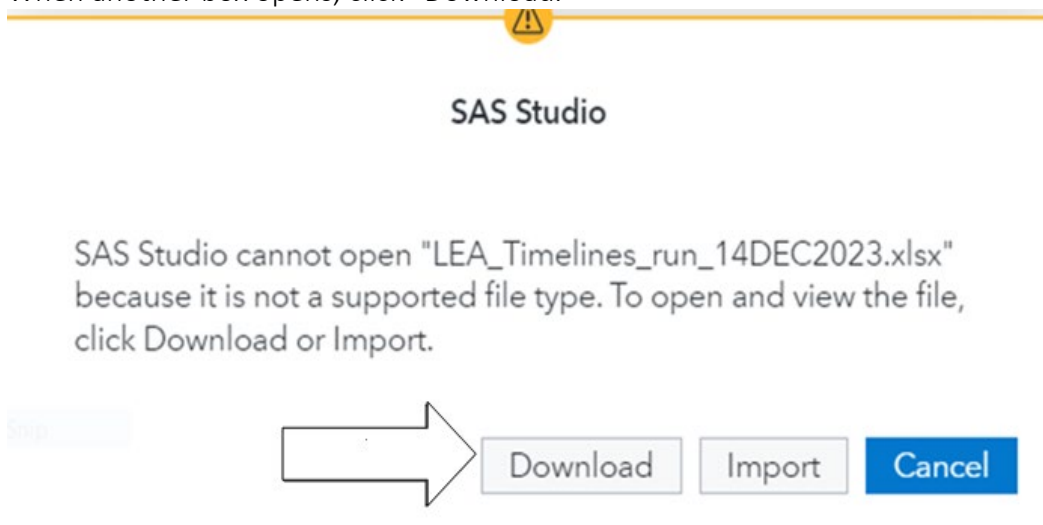 SAS Studio
SAS Studio cannot open "LEA_Timelines_run_14DEC2023.xlsx"
because it is not a supported file type. To open and view the file,
click Download or Import.
Snip
Download Import Cancel